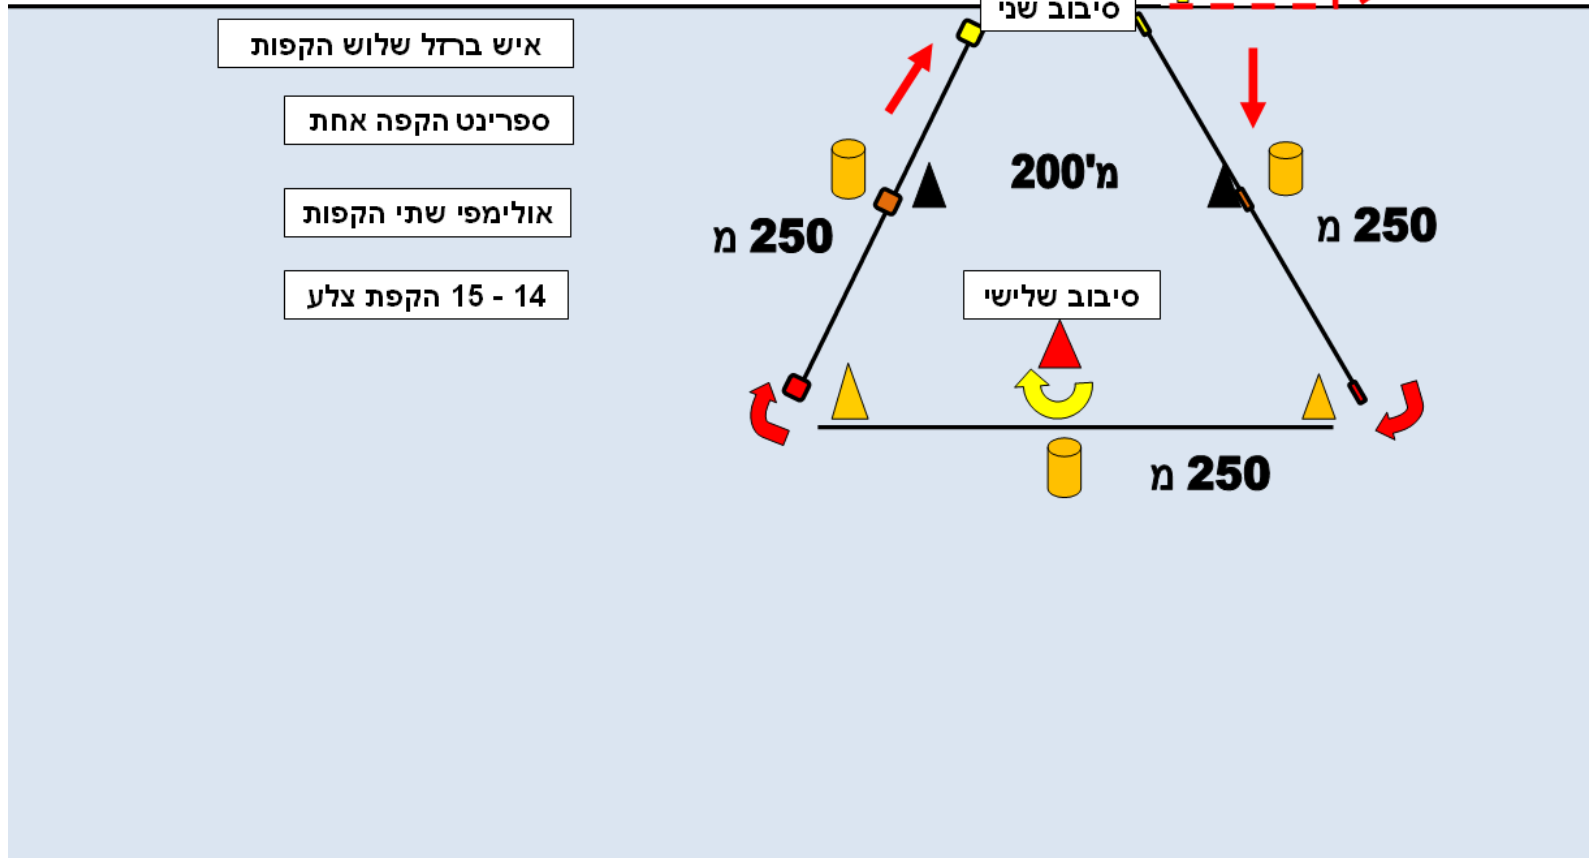 סיבוב שני
איש ברזל שלוש הקפות
ספרינט הקפה אחת
אולימפי שתי הקפות
14 - 15 הקפת צלע
200'מ
250 מ
250 מ
סיבוב שלישי
250 מ